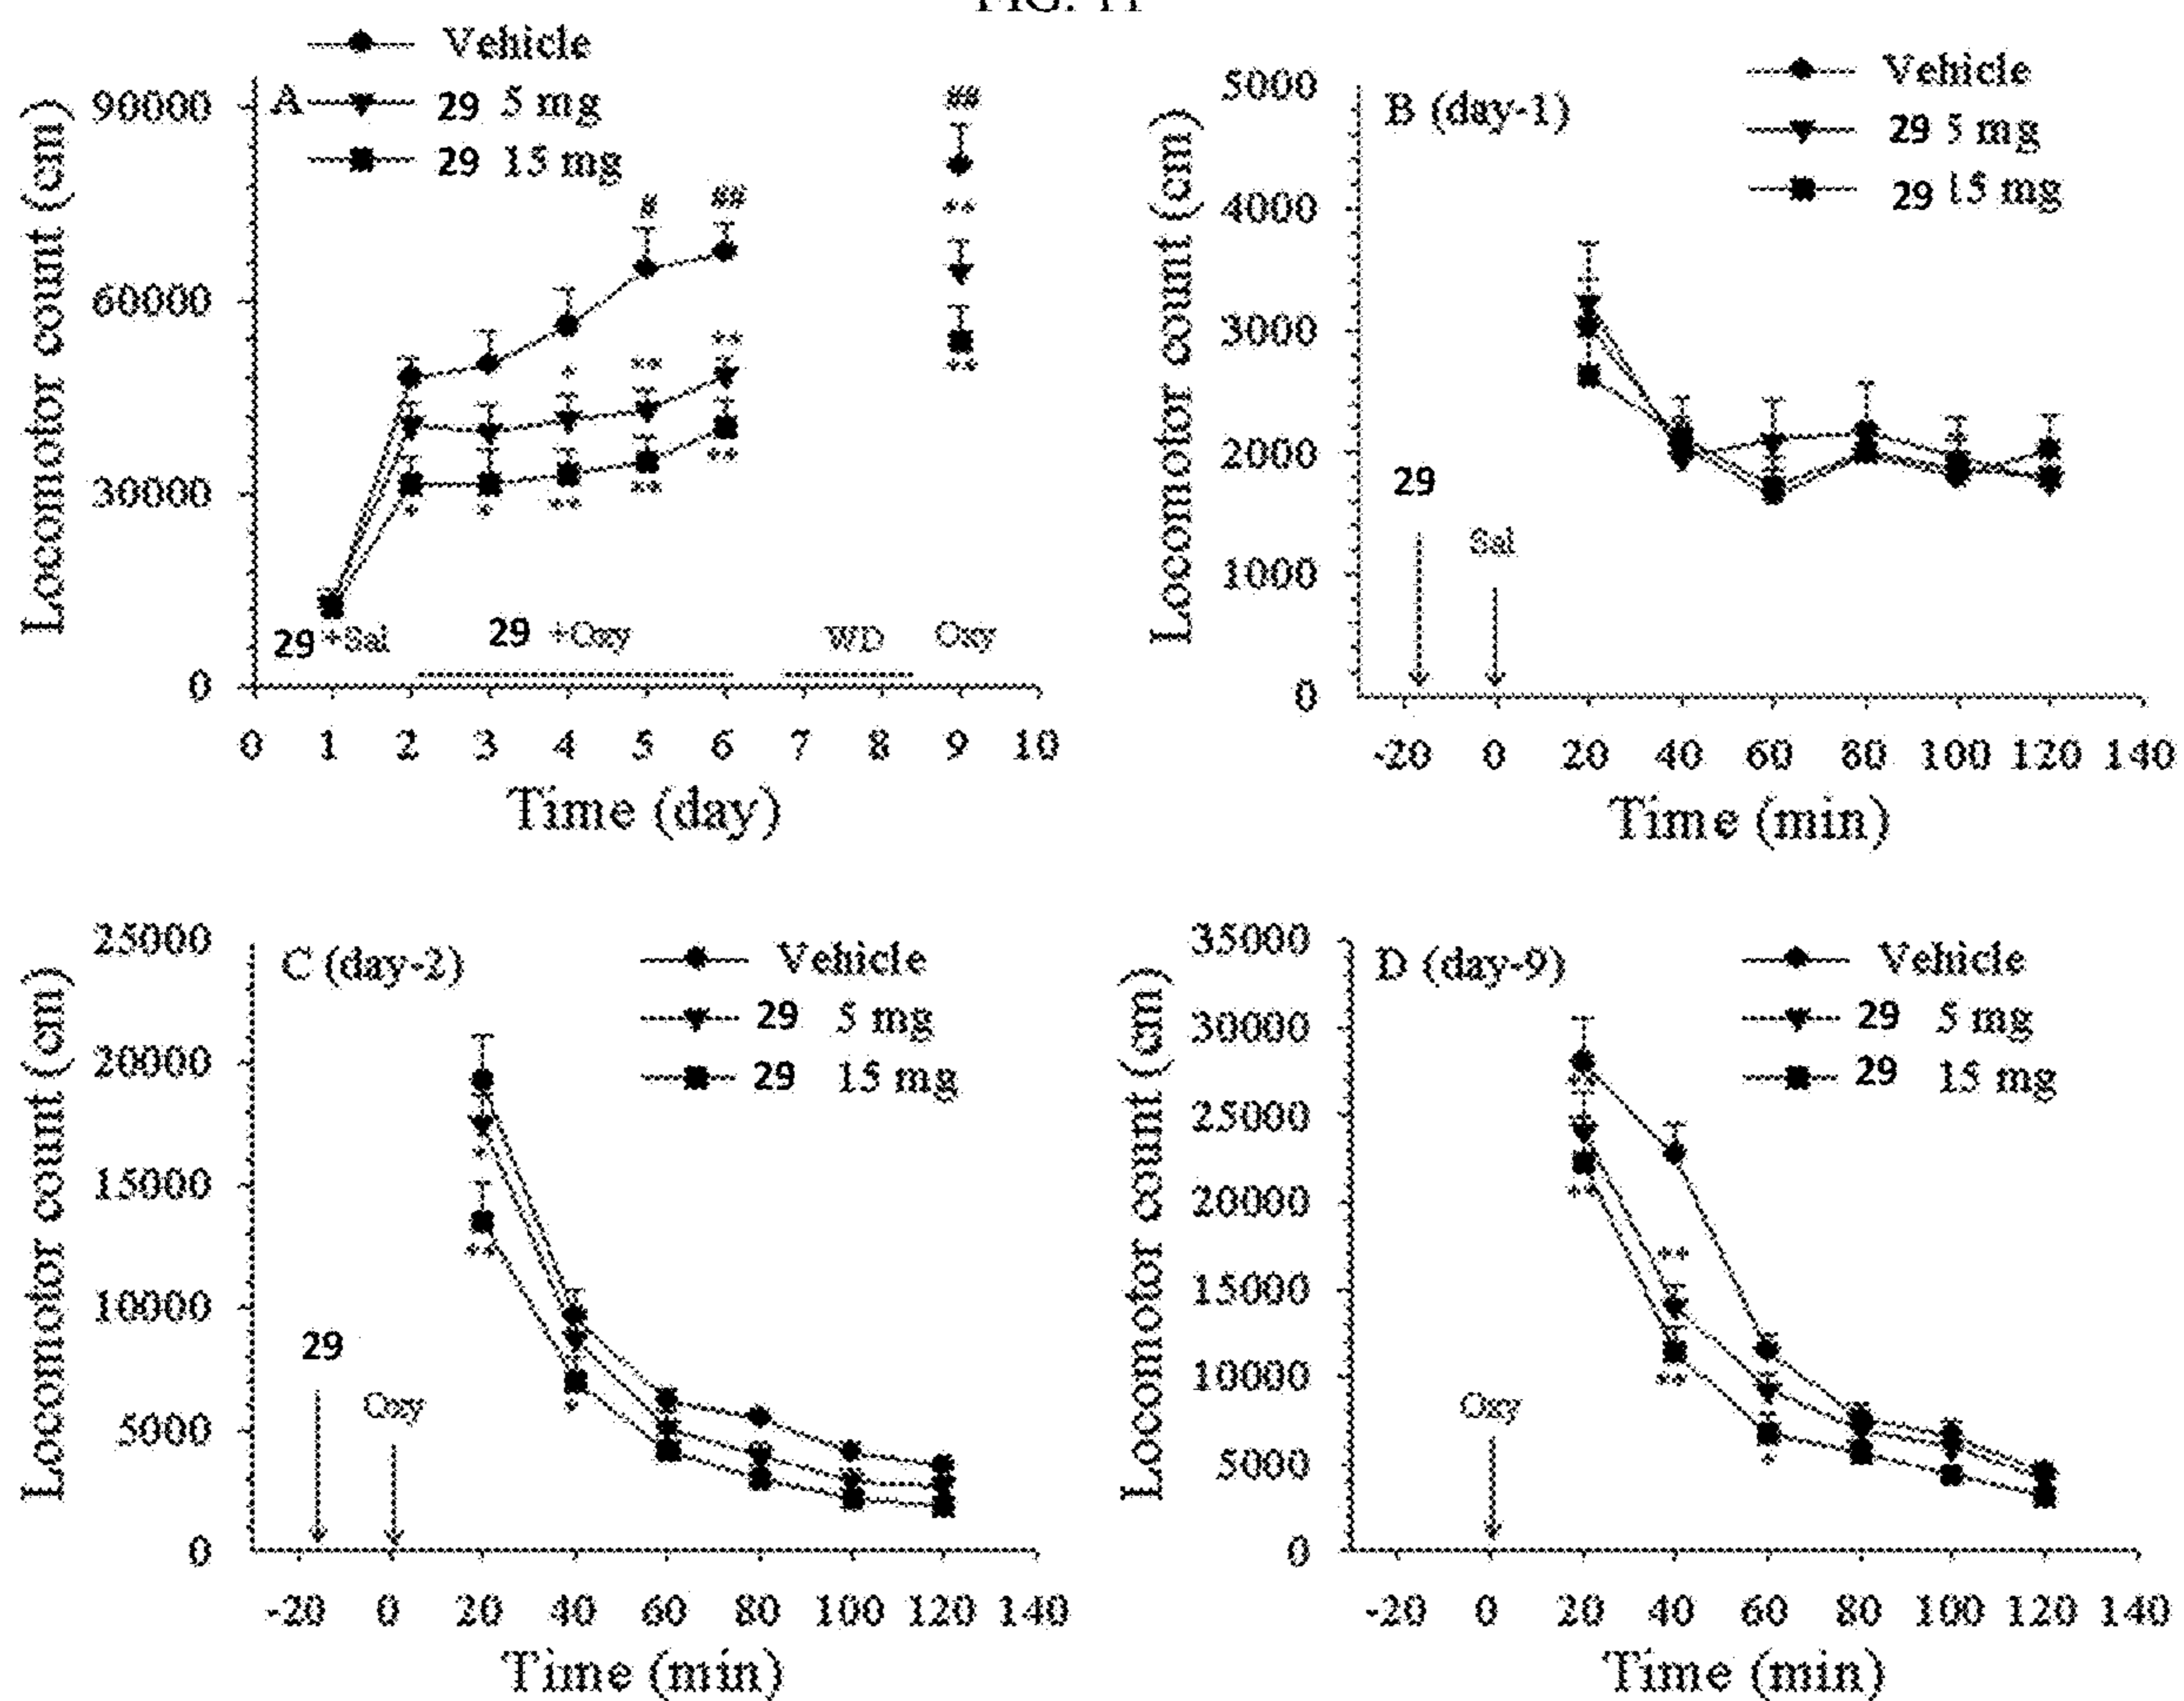 FIG. 11
Vehicle
A
29 5 mg
29 15 mg
Locomotor count (cm)
90000
60000
30000
0
#
##
##
*
**
**
**
*
*
**
**
**
**
29 +Sal
29 +Oxy
WD
Oxy
0 1 2 3 4 5 6 7 8 9 10
Time (day)
B (day-1)
Vehicle
29 5 mg
29 15 mg
Locomotor count (cm)
5000
4000
3000
2000
1000
0
29
Sal
-20 0 20 40 60 80 100 120 140
Time (min)
C (day-2)
Vehicle
29 5 mg
29 15 mg
Locomotor count (cm)
25000
20000
15000
10000
5000
0
*
**
*
29
Oxy
-20 0 20 40 60 80 100 120 140
Time (min)
D (day-9)
Vehicle
29 5 mg
29 15 mg
Locomotor count (cm)
35000
30000
25000
20000
15000
10000
5000
0
**
**
**
**
*
Oxy
-20 0 20 40 60 80 100 120 140
Time (min)